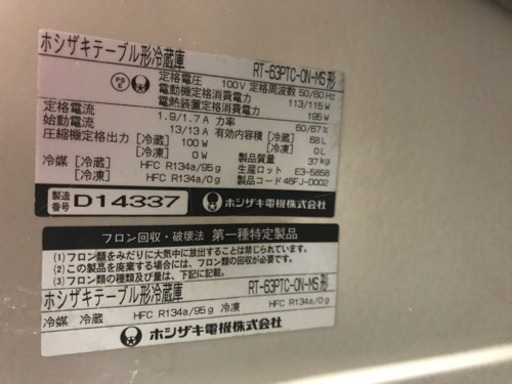 ホシザキテーブル形冷蔵庫 RT-63PTC-ON-MS形
PS E 定格電圧 100V 定格周波数 50/60Hz
電動機定格消費電力 113/115W
電熱装置定格消費電力 195W
定格電流 1.9/1.7A 力率 60/67%
始動電流 13/13A 有効内容積 [冷蔵] 68L
圧縮機定格出力 [冷蔵] 100W [冷凍] 0L
[冷凍] 0W 製品質量 37kg
冷媒 [冷蔵] HFC R134a/95g 生産ロット E3-5858
[冷凍] HFC R134a/0g 製品コード 46FJ-D002
製造番号 D14337 ホシザキ電機株式会社
フロン回収・破壊法 第一種特定製品
(1) フロン類をみだりに大気中に放出することは禁じられています。
(2) この製品を廃棄する場合には、フロン類の回収が必要です。
(3) フロン類の種類及び量は、下記に記載。
ホシザキテーブル形冷蔵庫 RT-63PTC-ON-MS形
冷媒 冷蔵 HFC R134a/95g 冷凍 HFC R134a/0g
ホシザキ電機株式会社